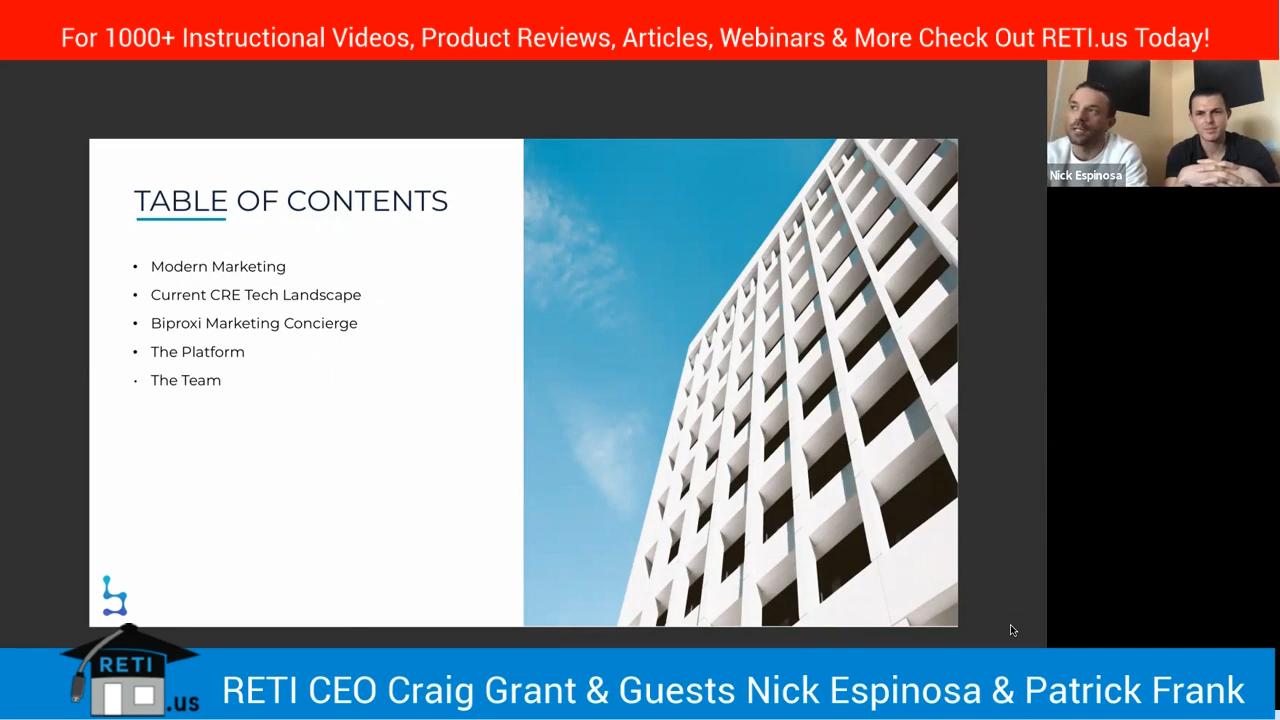 For 1000+ Instructional Videos, Product Reviews, Articles, Webinars & More Check Out RETI.us Today!
Nick Espinosa
TABLE OF CONTENTS
• Modern Marketing
• Current CRE Tech Landscape
• Biproxi Marketing Concierge
• The Platform
• The Team
RETI
.us
RETI CEO Craig Grant & Guests Nick Espinosa & Patrick Frank